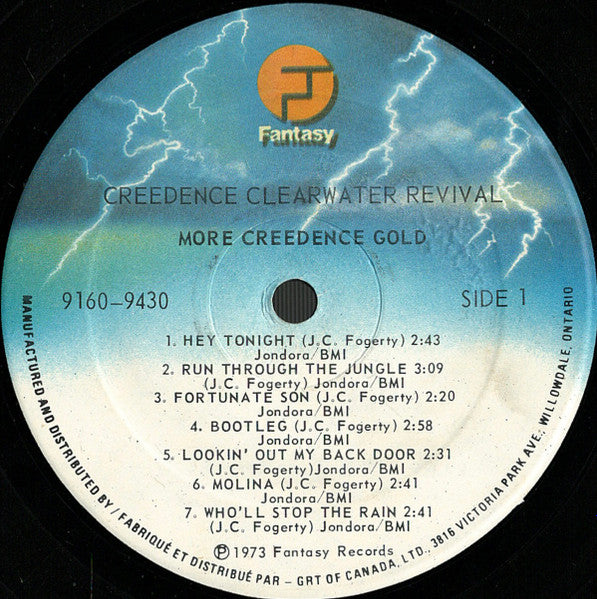 Fantasy
CREEDENCE CLEARWATER REVIVAL
MORE CREEDENCE GOLD
9160-9430
SIDE 1
1. HEY TONIGHT (J.C. Fogerty) 2:43
Jondora/BMI
2. RUN THROUGH THE JUNGLE 3:09
(J.C. Fogerty) Jondora/BMI
3. FORTUNATE SON (J.C. Fogerty) 2:20
Jondora/BMI
4. BOOTLEG (J.C. Fogerty) 2:58
Jondora/BMI
5. LOOKIN' OUT MY BACK DOOR 2:31
(J.C. Fogerty)Jondora/BMI
6. MOLINA (J.C. Fogerty) 2:41
Jondora/BMI
7. WHO'LL STOP THE RAIN 2:41
(J.C. Fogerty) Jondora/BMI
℗ 1973 Fantasy Records
MANUFACTURED AND DISTRIBUTED BY / FABRIQUÉ ET DISTRIBUÉ PAR - GRT OF CANADA, LTD., 3816 VICTORIA PARK AVE., WILLOWDALE, ONTARIO